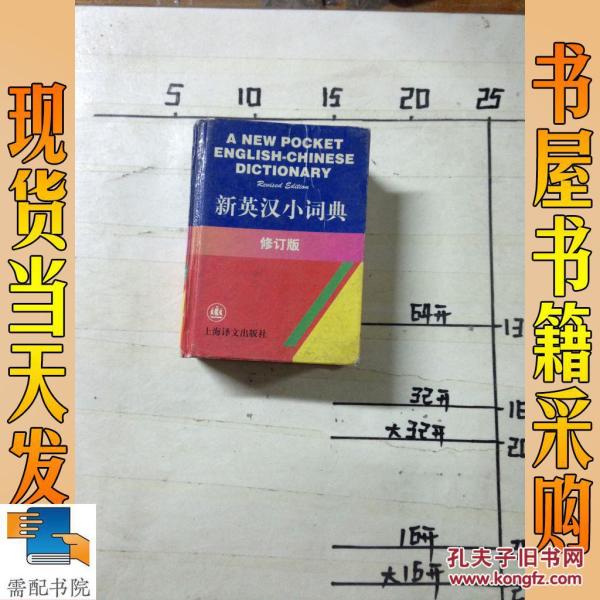 现货当天发
书屋书籍采购
5 10 15 20 25
A NEW POCKET
ENGLISH-CHINESE
DICTIONARY
Revised Edition
新英汉小词典
修订版
上海译文出版社
64开
13
32开
大32开
20
16开
大16开
需配书院
孔夫子旧书网
www.kongfz.com